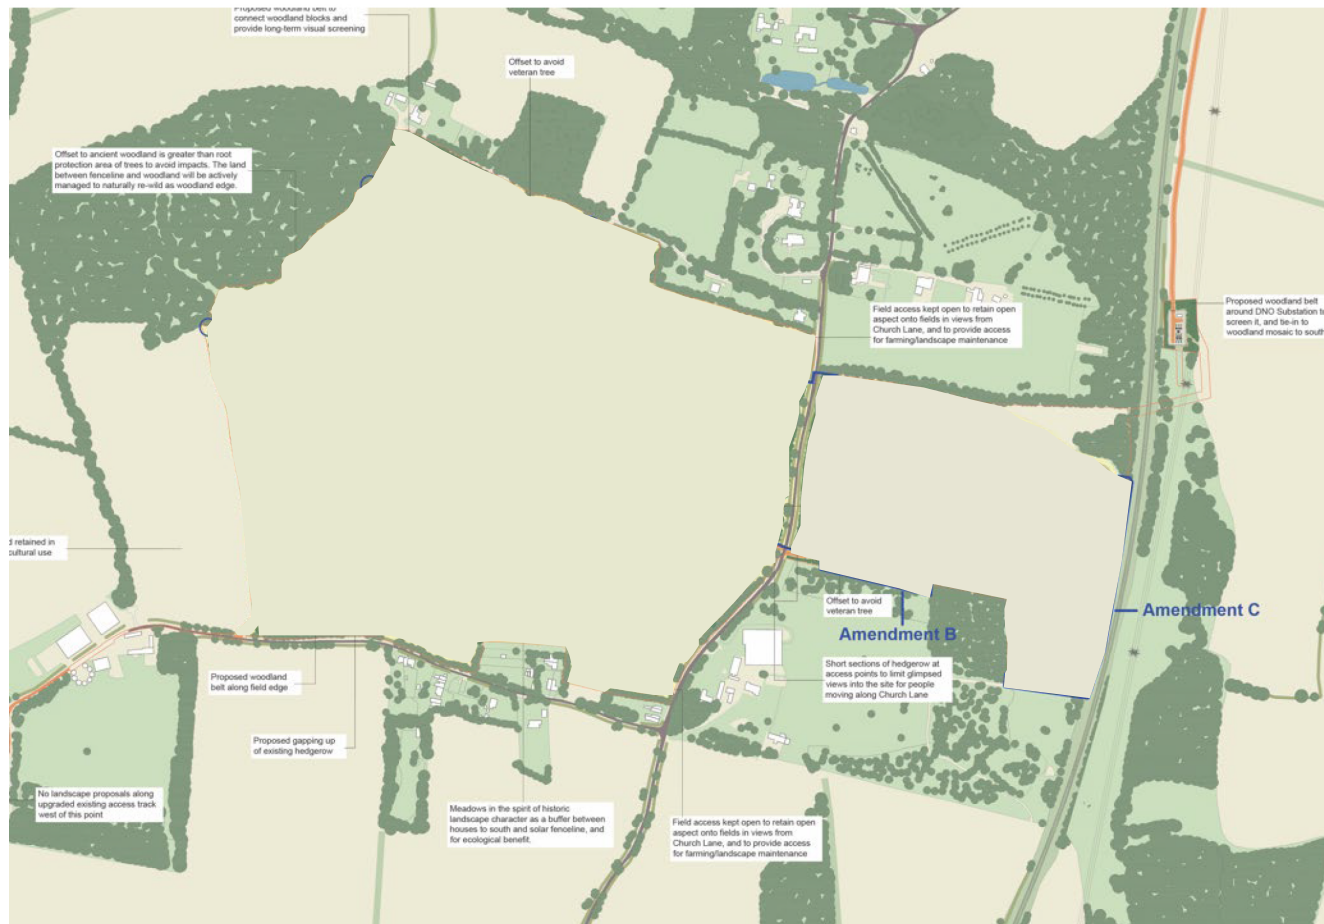 Proposed woodland belt to
connect woodland blocks and
provide long-term visual screening
Offset to avoid
veteran tree
Offset to ancient woodland is greater than root
protection area of trees to avoid impacts. The land
between fenceline and woodland will be actively
managed to naturally re-wild as woodland edge.
Field access kept open to retain open
aspect onto fields in views from
Church Lane, and to provide access
for farming/landscape maintenance
Proposed woodland belt
around DNO Substation to
screen it, and tie-in to
woodland mosaic to south
retained in
cultural use
Offset to avoid
veteran tree
Amendment B
Amendment C
Short sections of hedgerow at
access points to limit glimpsed
views into the site for people
moving along Church Lane
Proposed woodland
belt along field edge
Proposed gapping up
of existing hedgerow
No landscape proposals along
upgraded existing access track
west of this point
Meadows in the spirit of historic
landscape character as a buffer between
houses to south and solar fenceline, and
for ecological benefit.
Field access kept open to retain open
aspect onto fields in views from
Church Lane, and to provide access
for farming/landscape maintenance